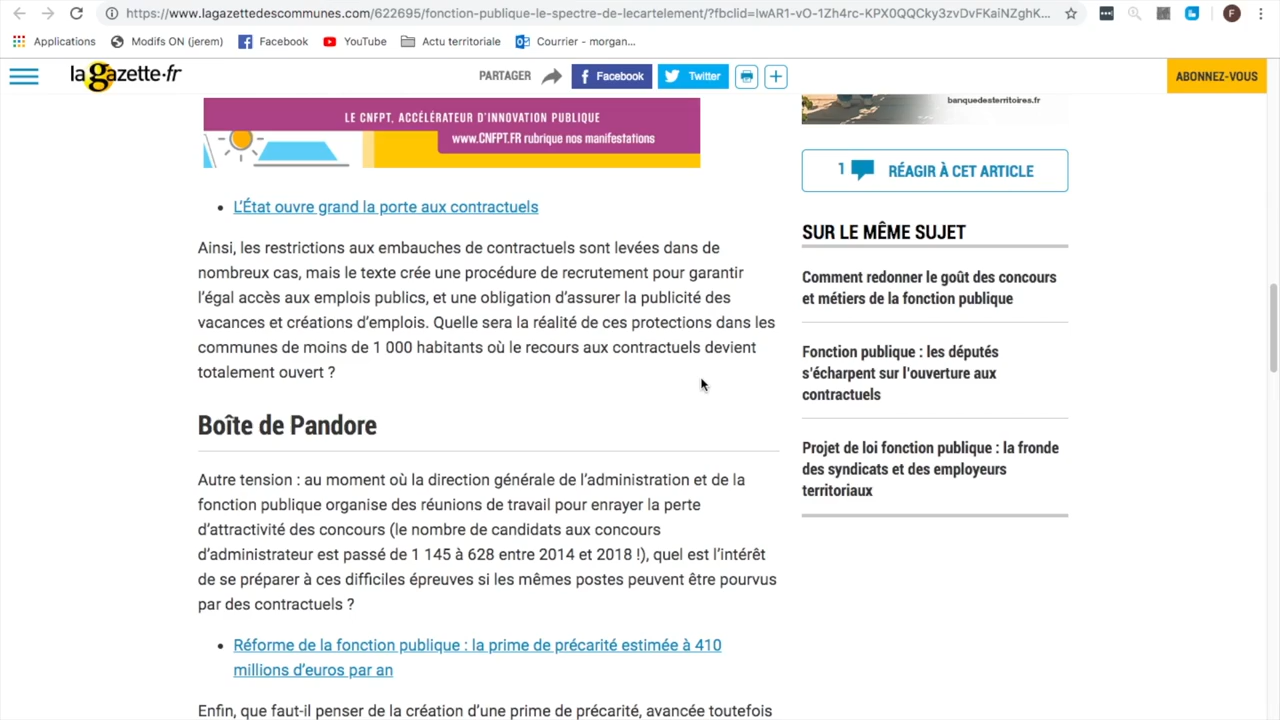 https://www.lagazettedescommunes.com/622695/fonction-publique-le-spectre-de-lecartelement/?fbclid=IwAR1-vO-1Zh4rc-KPX0QQCky3zvDvFKaiNZghK...
F
Applications
Modifs ON (jerem)
Facebook
YouTube
Actu territoriale
Courrier - morgan...
la gazette·fr
PARTAGER
Facebook
Twitter
ABONNEZ-VOUS
LE CNFPT, ACCÉLÉRATEUR D'INNOVATION PUBLIQUE
www.CNFPT.FR rubrique nos manifestations
banquedesterritoires.fr
1 RÉAGIR À CET ARTICLE
• L'État ouvre grand la porte aux contractuels
Ainsi, les restrictions aux embauches de contractuels sont levées dans de
nombreux cas, mais le texte crée une procédure de recrutement pour garantir
l'égal accès aux emplois publics, et une obligation d'assurer la publicité des
vacances et créations d'emplois. Quelle sera la réalité de ces protections dans les
communes de moins de 1 000 habitants où le recours aux contractuels devient
totalement ouvert ?
Boîte de Pandore
Autre tension : au moment où la direction générale de l'administration et de la
fonction publique organise des réunions de travail pour enrayer la perte
d'attractivité des concours (le nombre de candidats aux concours
d'administrateur est passé de 1 145 à 628 entre 2014 et 2018 !), quel est l'intérêt
de se préparer à ces difficiles épreuves si les mêmes postes peuvent être pourvus
par des contractuels ?
• Réforme de la fonction publique : la prime de précarité estimée à 410
millions d'euros par an
Enfin, que faut-il penser de la création d'une prime de précarité, avancée toutefois
SUR LE MÊME SUJET
Comment redonner le goût des concours
et métiers de la fonction publique
Fonction publique : les députés
s'écharpent sur l'ouverture aux
contractuels
Projet de loi fonction publique : la fronde
des syndicats et des employeurs
territoriaux